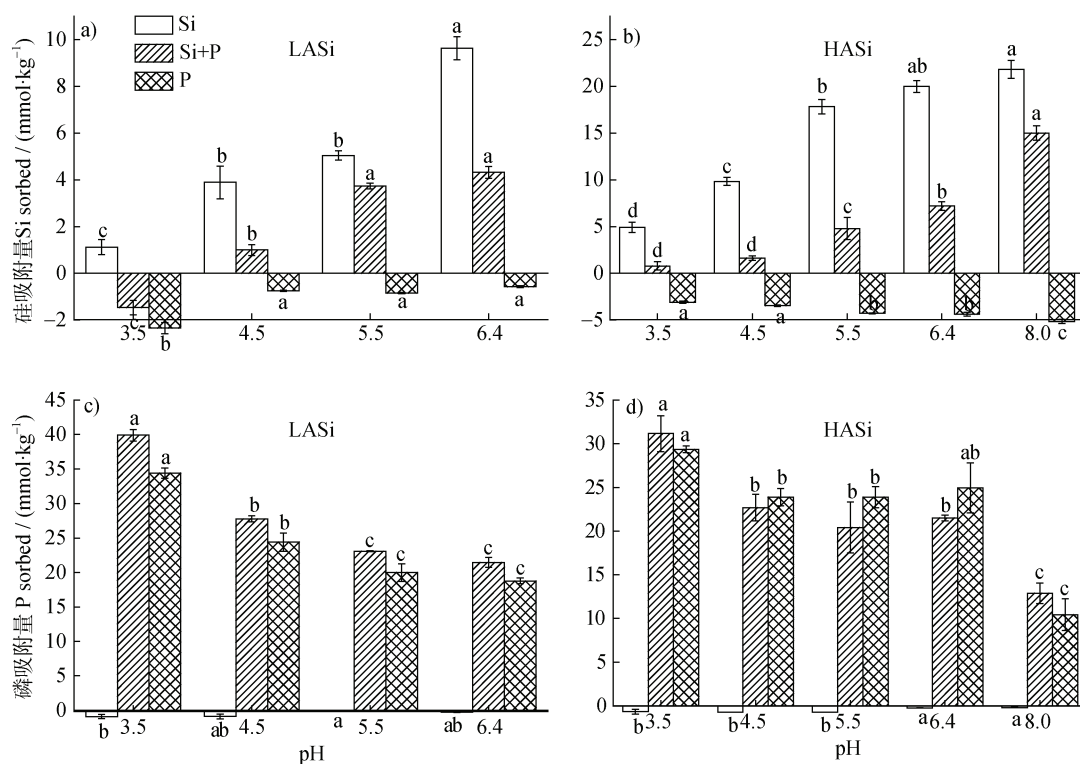 a)
Si
Si+P
P
LASi
硅吸附量Si sorbed / (mmol·kg⁻¹)
10
8
6
4
2
0
−2
c
c
b
b
b
a
b
a
a
a
a
a
3.5
4.5
5.5
6.4
b)
HASi
25
20
15
10
5
0
−5
d
d
a
c
d
a
b
c
b
ab
b
b
a
a
c
3.5
4.5
5.5
6.4
8.0
c)
LASi
磷吸附量 P sorbed / (mmol·kg⁻¹)
45
40
35
30
25
20
15
10
5
0
b
a
a
ab
b
b
a
c
c
ab
c
c
3.5
4.5
5.5
6.4
pH
d)
HASi
35
30
25
20
15
10
5
0
b
a
a
b
b
b
b
b
b
a
b
ab
a
c
c
3.5
4.5
5.5
6.4
8.0
pH